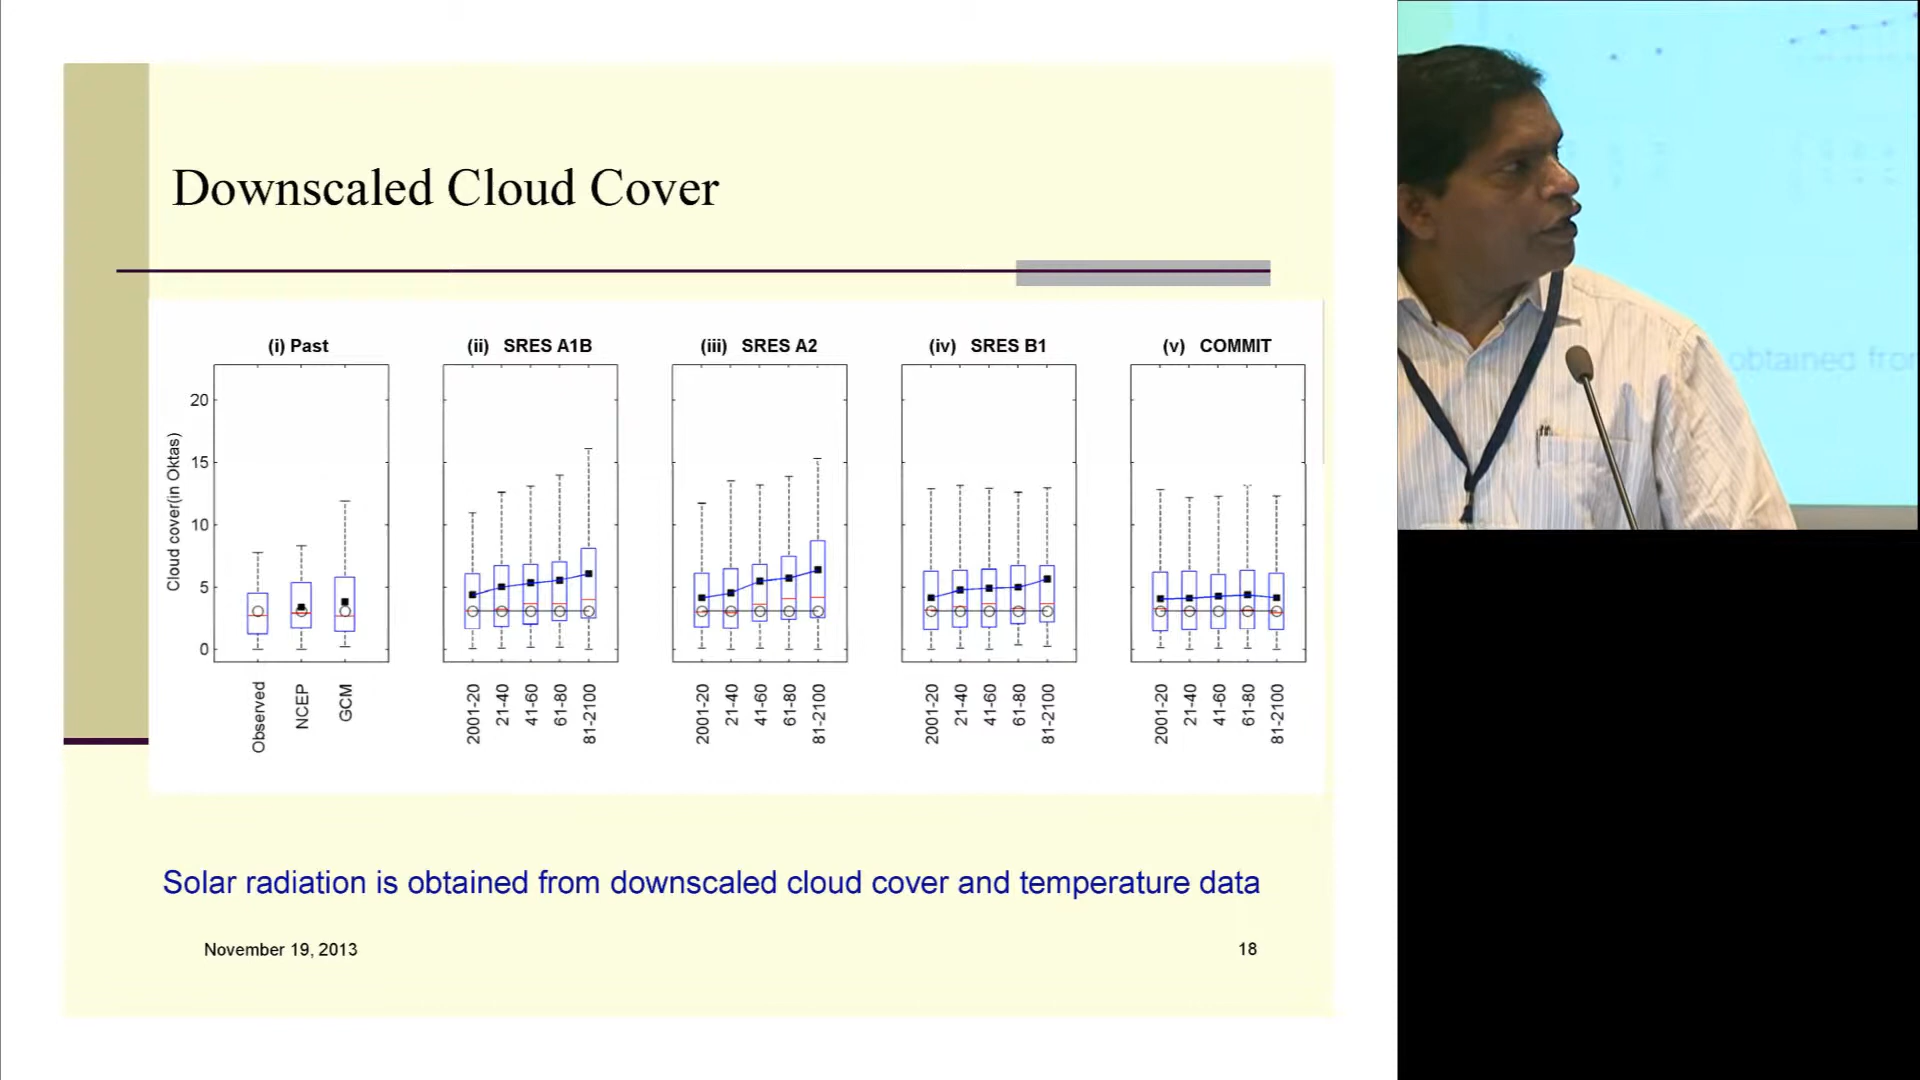 Downscaled Cloud Cover
(i) Past
(ii) SRES A1B
(iii) SRES A2
(iv) SRES B1
(v) COMMIT
Cloud cover(in Oktas)
20
15
10
5
0
Observed
NCEP
GCM
2001-20
21-40
41-60
61-80
81-2100
2001-20
21-40
41-60
61-80
81-2100
2001-20
21-40
41-60
61-80
81-2100
2001-20
21-40
41-60
61-80
81-2100
Solar radiation is obtained from downscaled cloud cover and temperature data
November 19, 2013
18
obtained from